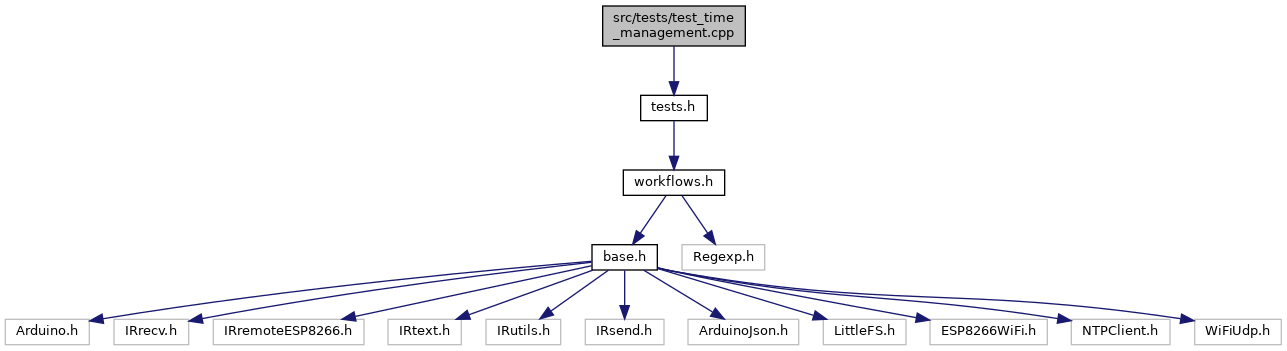 src/tests/test_time
_management.cpp
tests.h
workflows.h
base.h
Regexp.h
Arduino.h
IRrecv.h
IRremoteESP8266.h
IRtext.h
IRutils.h
IRsend.h
ArduinoJson.h
LittleFS.h
ESP8266WiFi.h
NTPClient.h
WiFiUdp.h